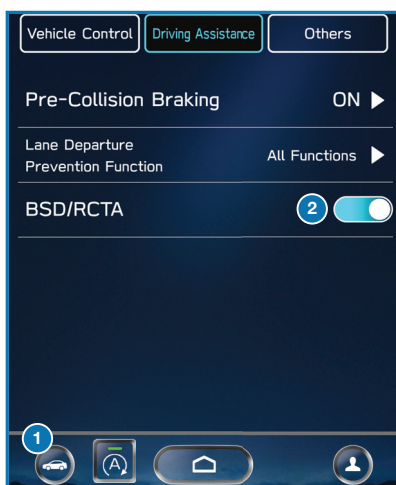 Vehicle Control
Driving Assistance
Others
Pre-Collision Braking
ON
Lane Departure
Prevention Function
All Functions
BSD/RCTA
2
1
A